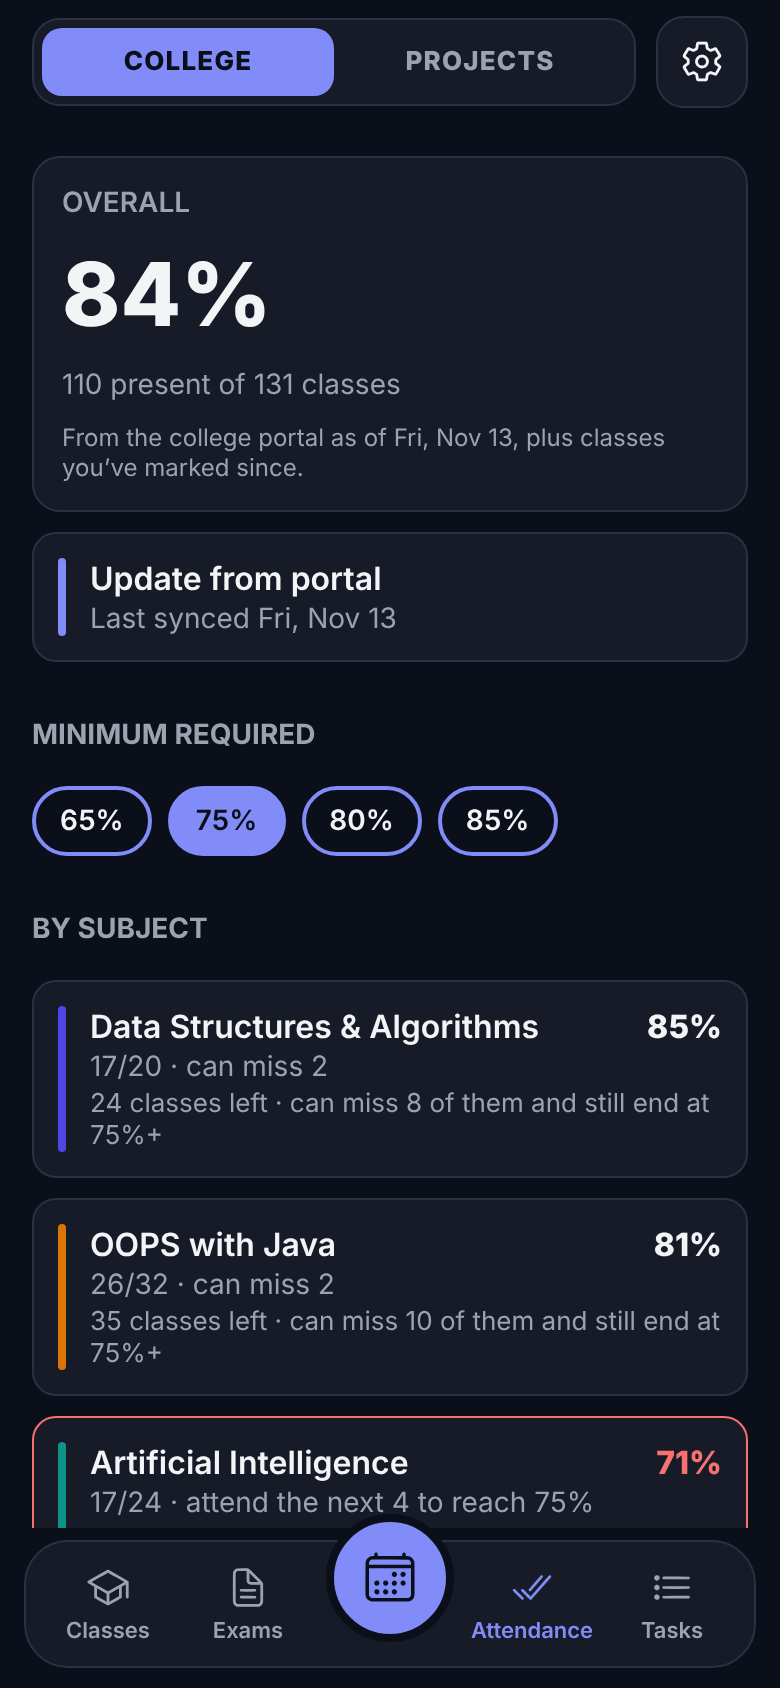 COLLEGE
PROJECTS
OVERALL
84%
110 present of 131 classes
From the college portal as of Fri, Nov 13, plus classes
you’ve marked since.
Update from portal
Last synced Fri, Nov 13
MINIMUM REQUIRED
65%
75%
80%
85%
BY SUBJECT
Data Structures & Algorithms
85%
17/20 · can miss 2
24 classes left · can miss 8 of them and still end at
75%+
OOPS with Java
81%
26/32 · can miss 2
35 classes left · can miss 10 of them and still end at
75%+
Artificial Intelligence
71%
17/24 · attend the next 4 to reach 75%
Classes
Exams
Attendance
Tasks